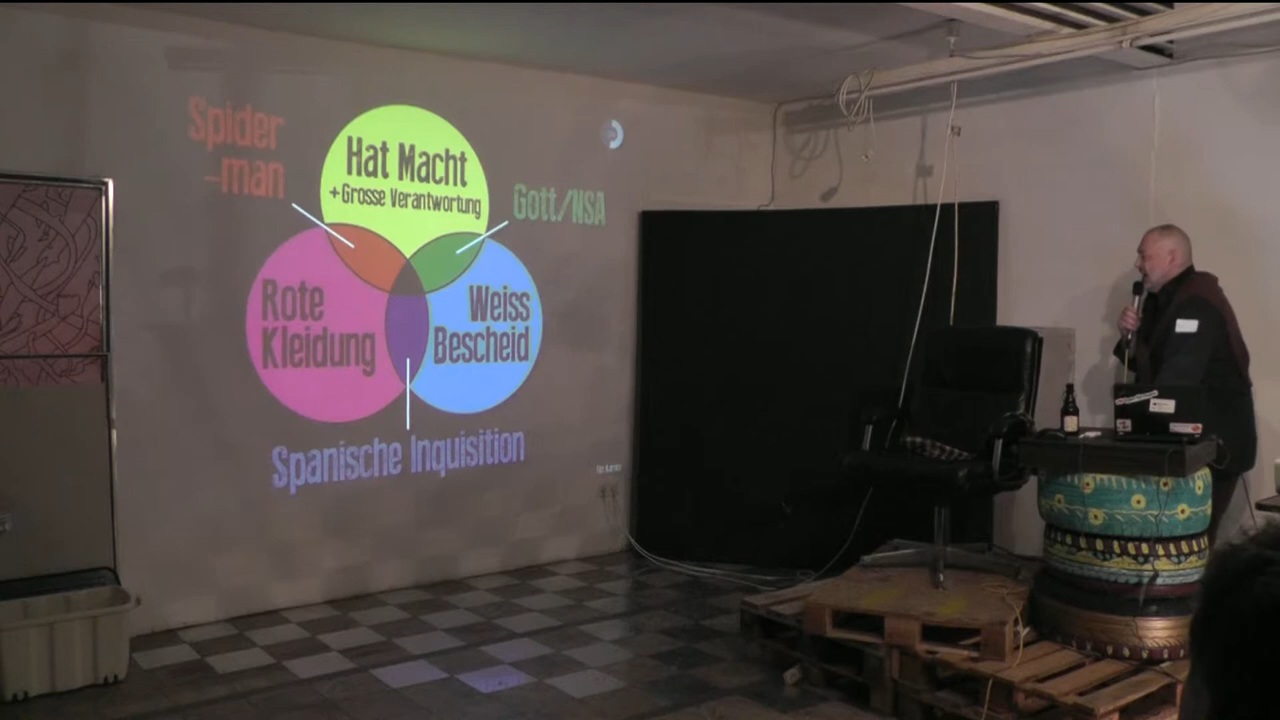 Spider
-man
Hat Macht
+Grosse Verantwortung
Gott/NSA
Rote
Kleidung
Weiss
Bescheid
Spanische Inquisition